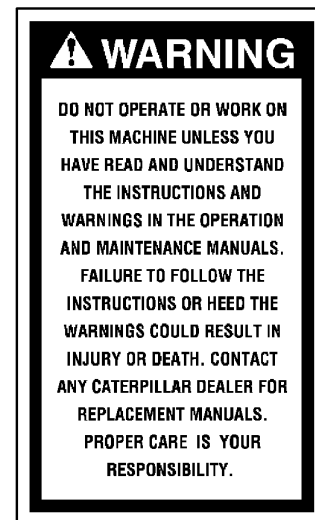 WARNING
DO NOT OPERATE OR WORK ON
THIS MACHINE UNLESS YOU
HAVE READ AND UNDERSTAND
THE INSTRUCTIONS AND
WARNINGS IN THE OPERATION
AND MAINTENANCE MANUALS.
FAILURE TO FOLLOW THE
INSTRUCTIONS OR HEED THE
WARNINGS COULD RESULT IN
INJURY OR DEATH. CONTACT
ANY CATERPILLAR DEALER FOR
REPLACEMENT MANUALS.
PROPER CARE IS YOUR
RESPONSIBILITY.